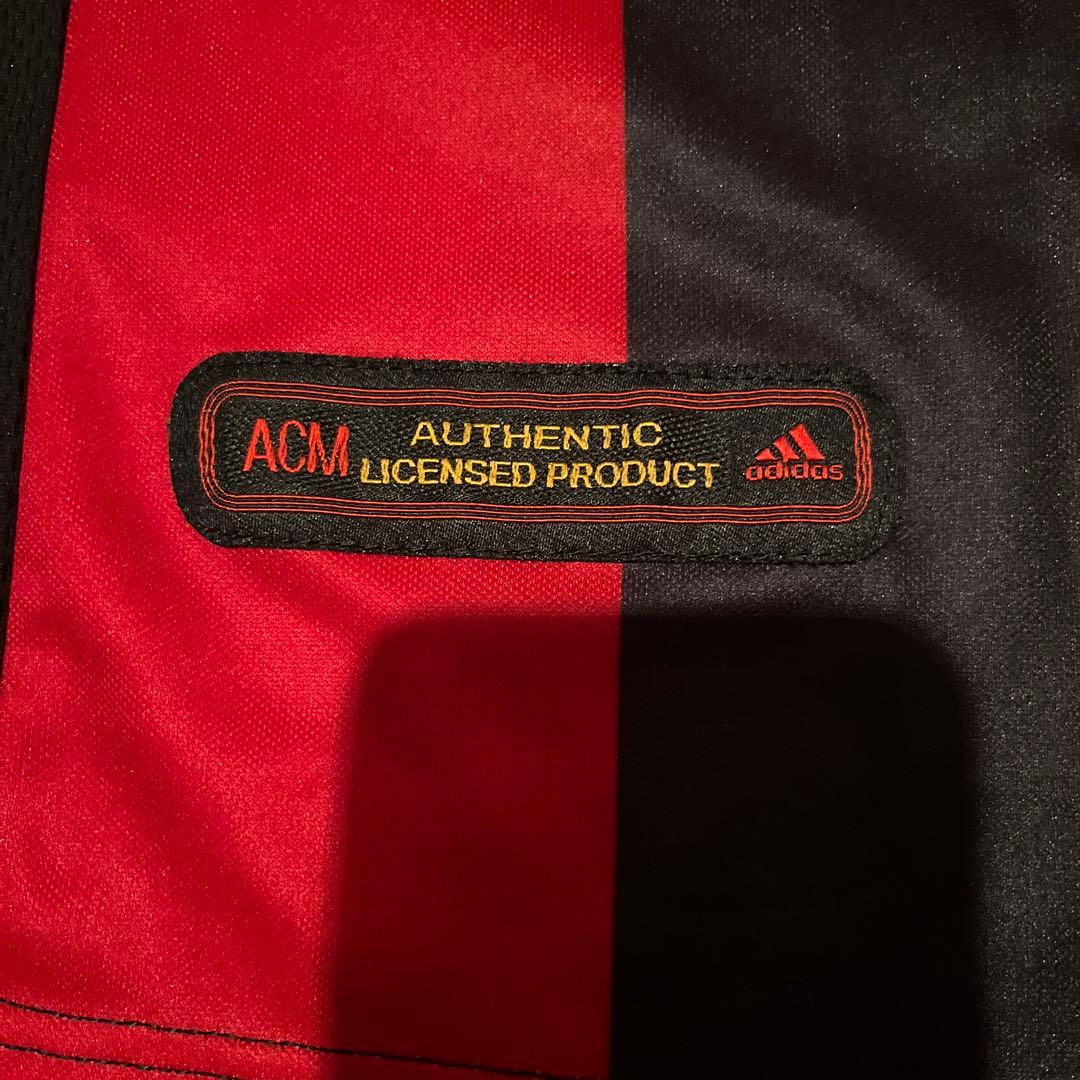 ACM
AUTHENTIC
LICENSED PRODUCT
adidas